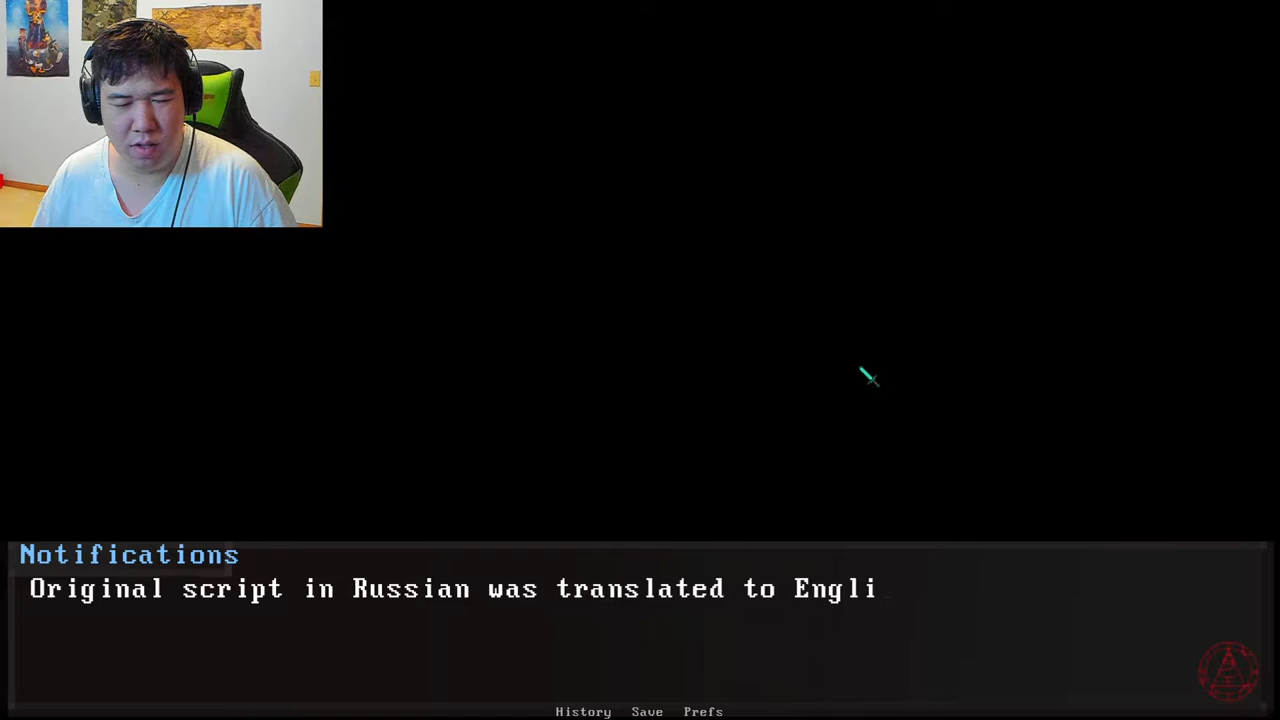 Notifications
Original script in Russian was translated to Engli
History Save Prefs